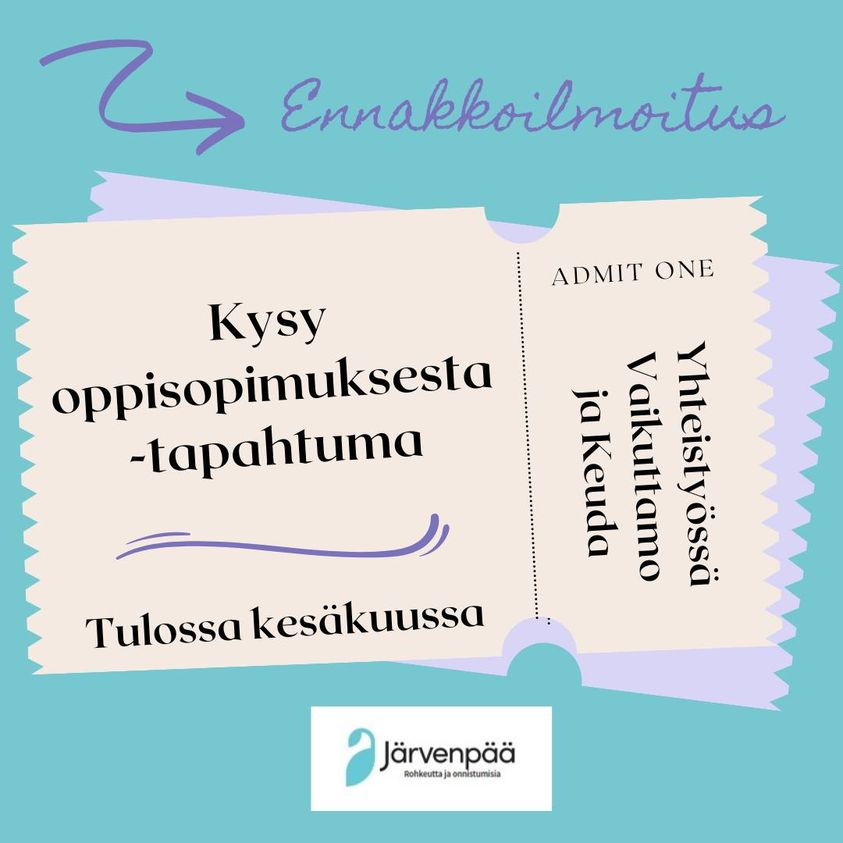 Ennakkoilmoitus
Kysy
oppisopimuksesta
-tapahtuma
Tulossa kesäkuussa
ADMIT ONE
Yhteistyössä
Vaikuttamo
ja Keuda
Järvenpää
Rohkeutta ja onnistumisia